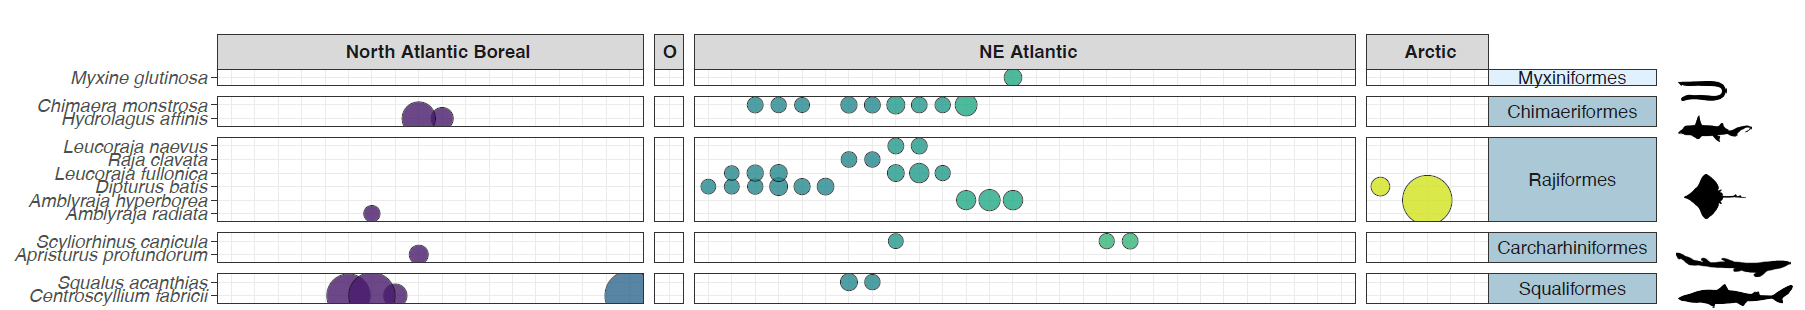 North Atlantic Boreal O NE Atlantic Arctic
Myxine glutinosa Myxiniformes
Chimaera monstrosa
Hydrolagus affinis
Chimaeriformes
Leucoraja naevus
Raja clavata
Leucoraja fullonica
Dipturus batis
Amblyraja hyperborea
Amblyraja radiata
Rajiformes
Scyliorhinus canicula
Apristurus profundorum
Carcharhiniformes
Squalus acanthias
Centroscyllium fabricii
Squaliformes